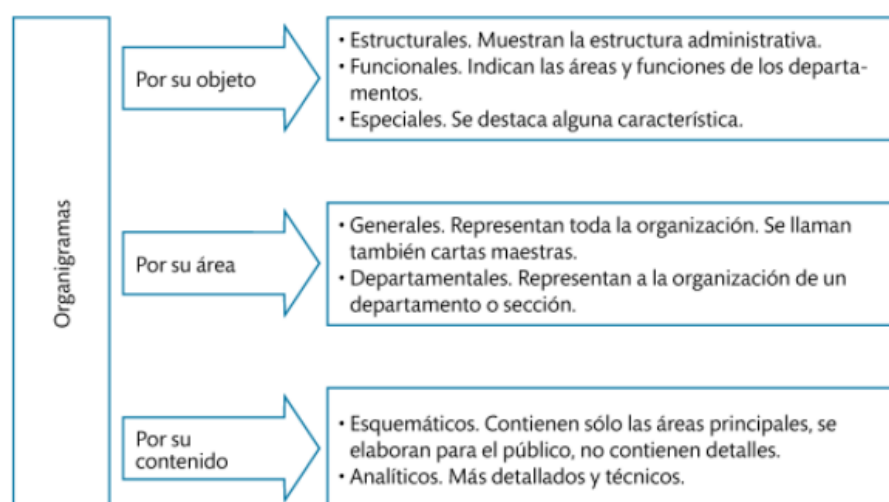 Organigramas
Por su objeto
• Estructurales. Muestran la estructura administrativa.
• Funcionales. Indican las áreas y funciones de los departa-
mentos.
• Especiales. Se destaca alguna característica.
Por su área
• Generales. Representan toda la organización. Se llaman
también cartas maestras.
• Departamentales. Representan a la organización de un
departamento o sección.
Por su
contenido
• Esquemáticos. Contienen sólo las áreas principales, se
elaboran para el público, no contienen detalles.
• Analíticos. Más detallados y técnicos.